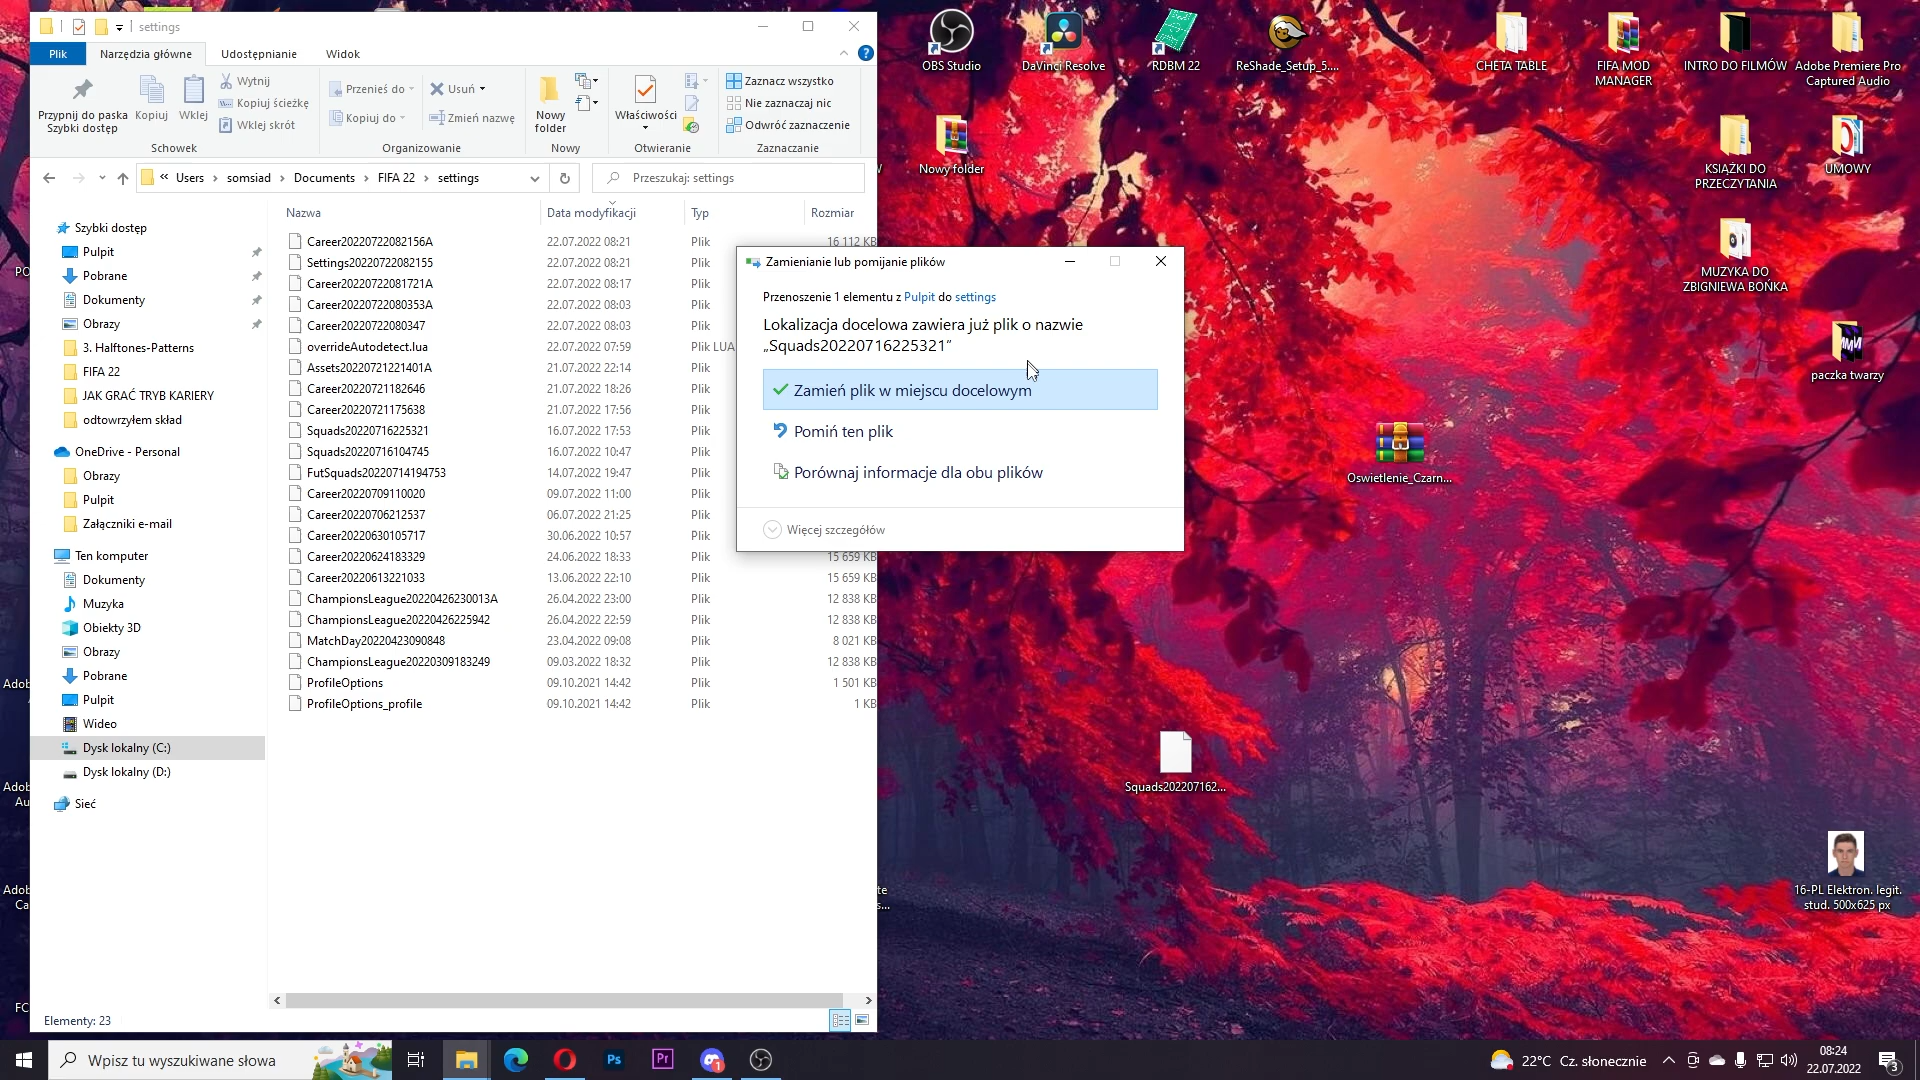 settings
Plik
Narzędzia główne
Udostępnianie
Widok
Przypnij do paska
Szybki dostęp
Kopiuj
Wklej
Wytnij
Kopiuj ścieżkę
Wklej skrót
Schowek
Przenieś do
Kopiuj do
Usuń
Zmień nazwę
Organizowanie
Nowy
folder
Nowy
Właściwości
Otwieranie
Zaznacz wszystko
Nie zaznaczaj nic
Odwróć zaznaczenie
Zaznaczanie
« Users > somsiad > Documents > FIFA 22 > settings
Przeszukaj: settings
Szybki dostęp
Pulpit
Pobrane
Dokumenty
Obrazy
3. Halftones-Patterns
FIFA 22
JAK GRAĆ TRYB KARIERY
odtowrzyłem skład
OneDrive - Personal
Obrazy
Pulpit
Załączniki e-mail
Ten komputer
Dokumenty
Muzyka
Obiekty 3D
Obrazy
Pobrane
Pulpit
Wideo
Dysk lokalny (C:)
Dysk lokalny (D:)
Sieć
Nazwa Data modyfikacji Typ Rozmiar
Career20220722082156A 22.07.2022 08:21 Plik 16 112 KB
Settings20220722082155 22.07.2022 08:21 Plik
Career20220722081721A 22.07.2022 08:17 Plik
Career20220722080353A 22.07.2022 08:03 Plik
Career20220722080347 22.07.2022 08:03 Plik
overrideAutodetect.lua 22.07.2022 07:59 Plik LUA
Assets20220721221401A 21.07.2022 22:14 Plik
Career20220721182646 21.07.2022 18:26 Plik
Career20220721175638 21.07.2022 17:56 Plik
Squads20220716225321 16.07.2022 17:53 Plik
Squads20220716104745 16.07.2022 10:47 Plik
FutSquads20220714194753 14.07.2022 19:47 Plik
Career20220709110020 09.07.2022 11:00 Plik
Career20220706212537 06.07.2022 21:25 Plik
Career20220630105717 30.06.2022 10:57 Plik
Career20220624183329 24.06.2022 18:33 Plik 15 659 KB
Career20220613221033 13.06.2022 22:10 Plik 15 659 KB
ChampionsLeague20220426230013A 26.04.2022 23:00 Plik 12 838 KB
ChampionsLeague20220426225942 26.04.2022 22:59 Plik 12 838 KB
MatchDay20220423090848 23.04.2022 09:08 Plik 8 021 KB
ChampionsLeague20220309183249 09.03.2022 18:32 Plik 12 838 KB
ProfileOptions 09.10.2021 14:42 Plik 1 501 KB
ProfileOptions_profile 09.10.2021 14:42 Plik 1 KB
Elementy: 23
Zamienianie lub pomijanie plików
Przenoszenie 1 elementu z Pulpit do settings
Lokalizacja docelowa zawiera już plik o nazwie
„Squads20220716225321”
Zamień plik w miejscu docelowym
Pomiń ten plik
Porównaj informacje dla obu plików
Więcej szczegółów
OBS Studio
DaVinci Resolve
RDBM 22
ReShade_Setup_5....
CHETA TABLE
FIFA MOD
MANAGER
INTRO DO FILMÓW
Adobe Premiere Pro
Captured Audio
Nowy folder
KSIĄŻKI DO
PRZECZYTANIA
UMOWY
MUZYKA DO
ZBIGNIEWA BOŃKA
paczka twarzy
Oswietlenie_Czarn...
Squads202207162...
16-PL Elektron. legit.
stud. 500x625 px
PO
Adob
Adob
Au
Adob
Ca
FC
te
s...
Wpisz tu wyszukiwane słowa
Ps
Pr
1
22°C Cz. słonecznie
08:24
22.07.2022
3